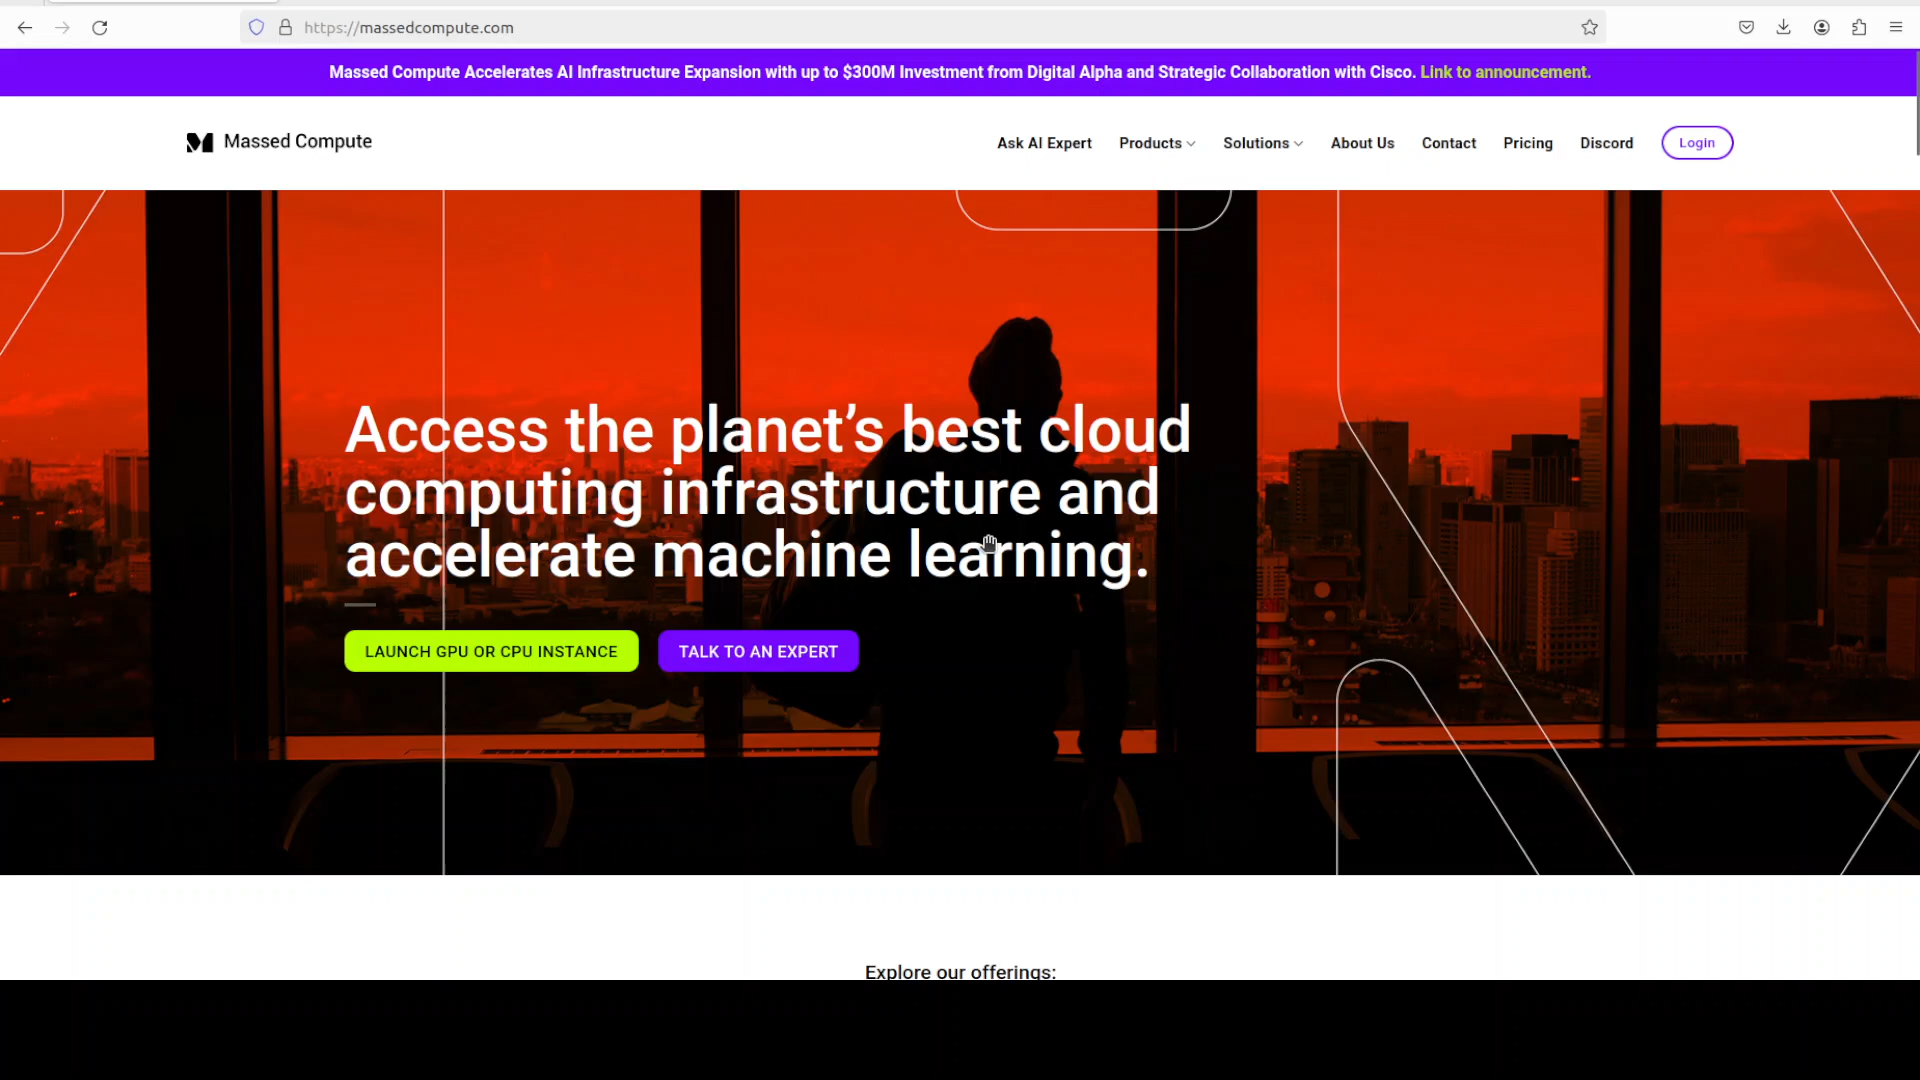 https://massedcompute.com
Massed Compute Accelerates AI Infrastructure Expansion with up to $300M Investment from Digital Alpha and Strategic Collaboration with Cisco. Link to announcement.
Massed Compute
Ask AI Expert Products Solutions About Us Contact Pricing Discord Login
Access the planet’s best cloud
computing infrastructure and
accelerate machine learning.
LAUNCH GPU OR CPU INSTANCE TALK TO AN EXPERT
Explore our offerings: